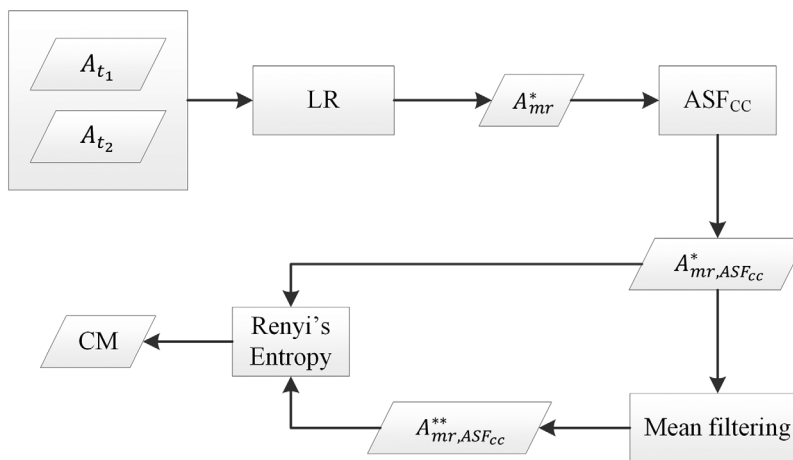 A_{t_1}
A_{t_2}
LR
A^*_{mr}
ASF_{CC}
A^*_{mr,ASF_{cc}}
Renyi's
Entropy
CM
A^{**}_{mr,ASF_{cc}}
Mean filtering